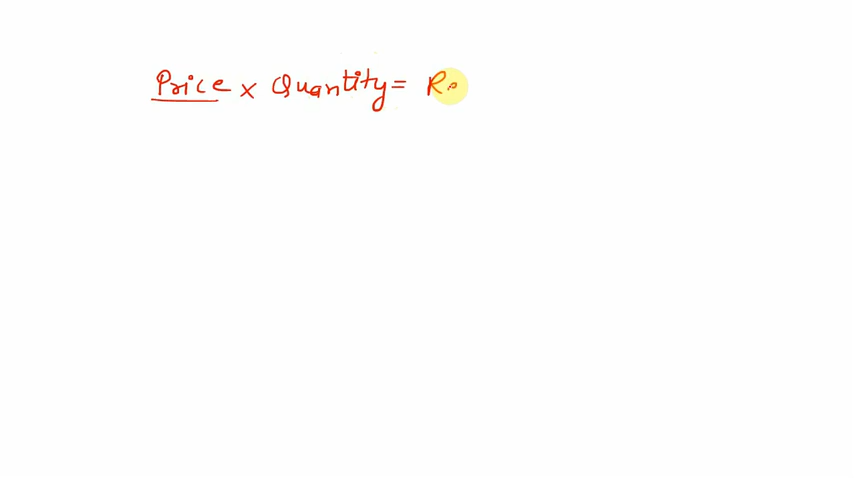 Price × Quantity = R